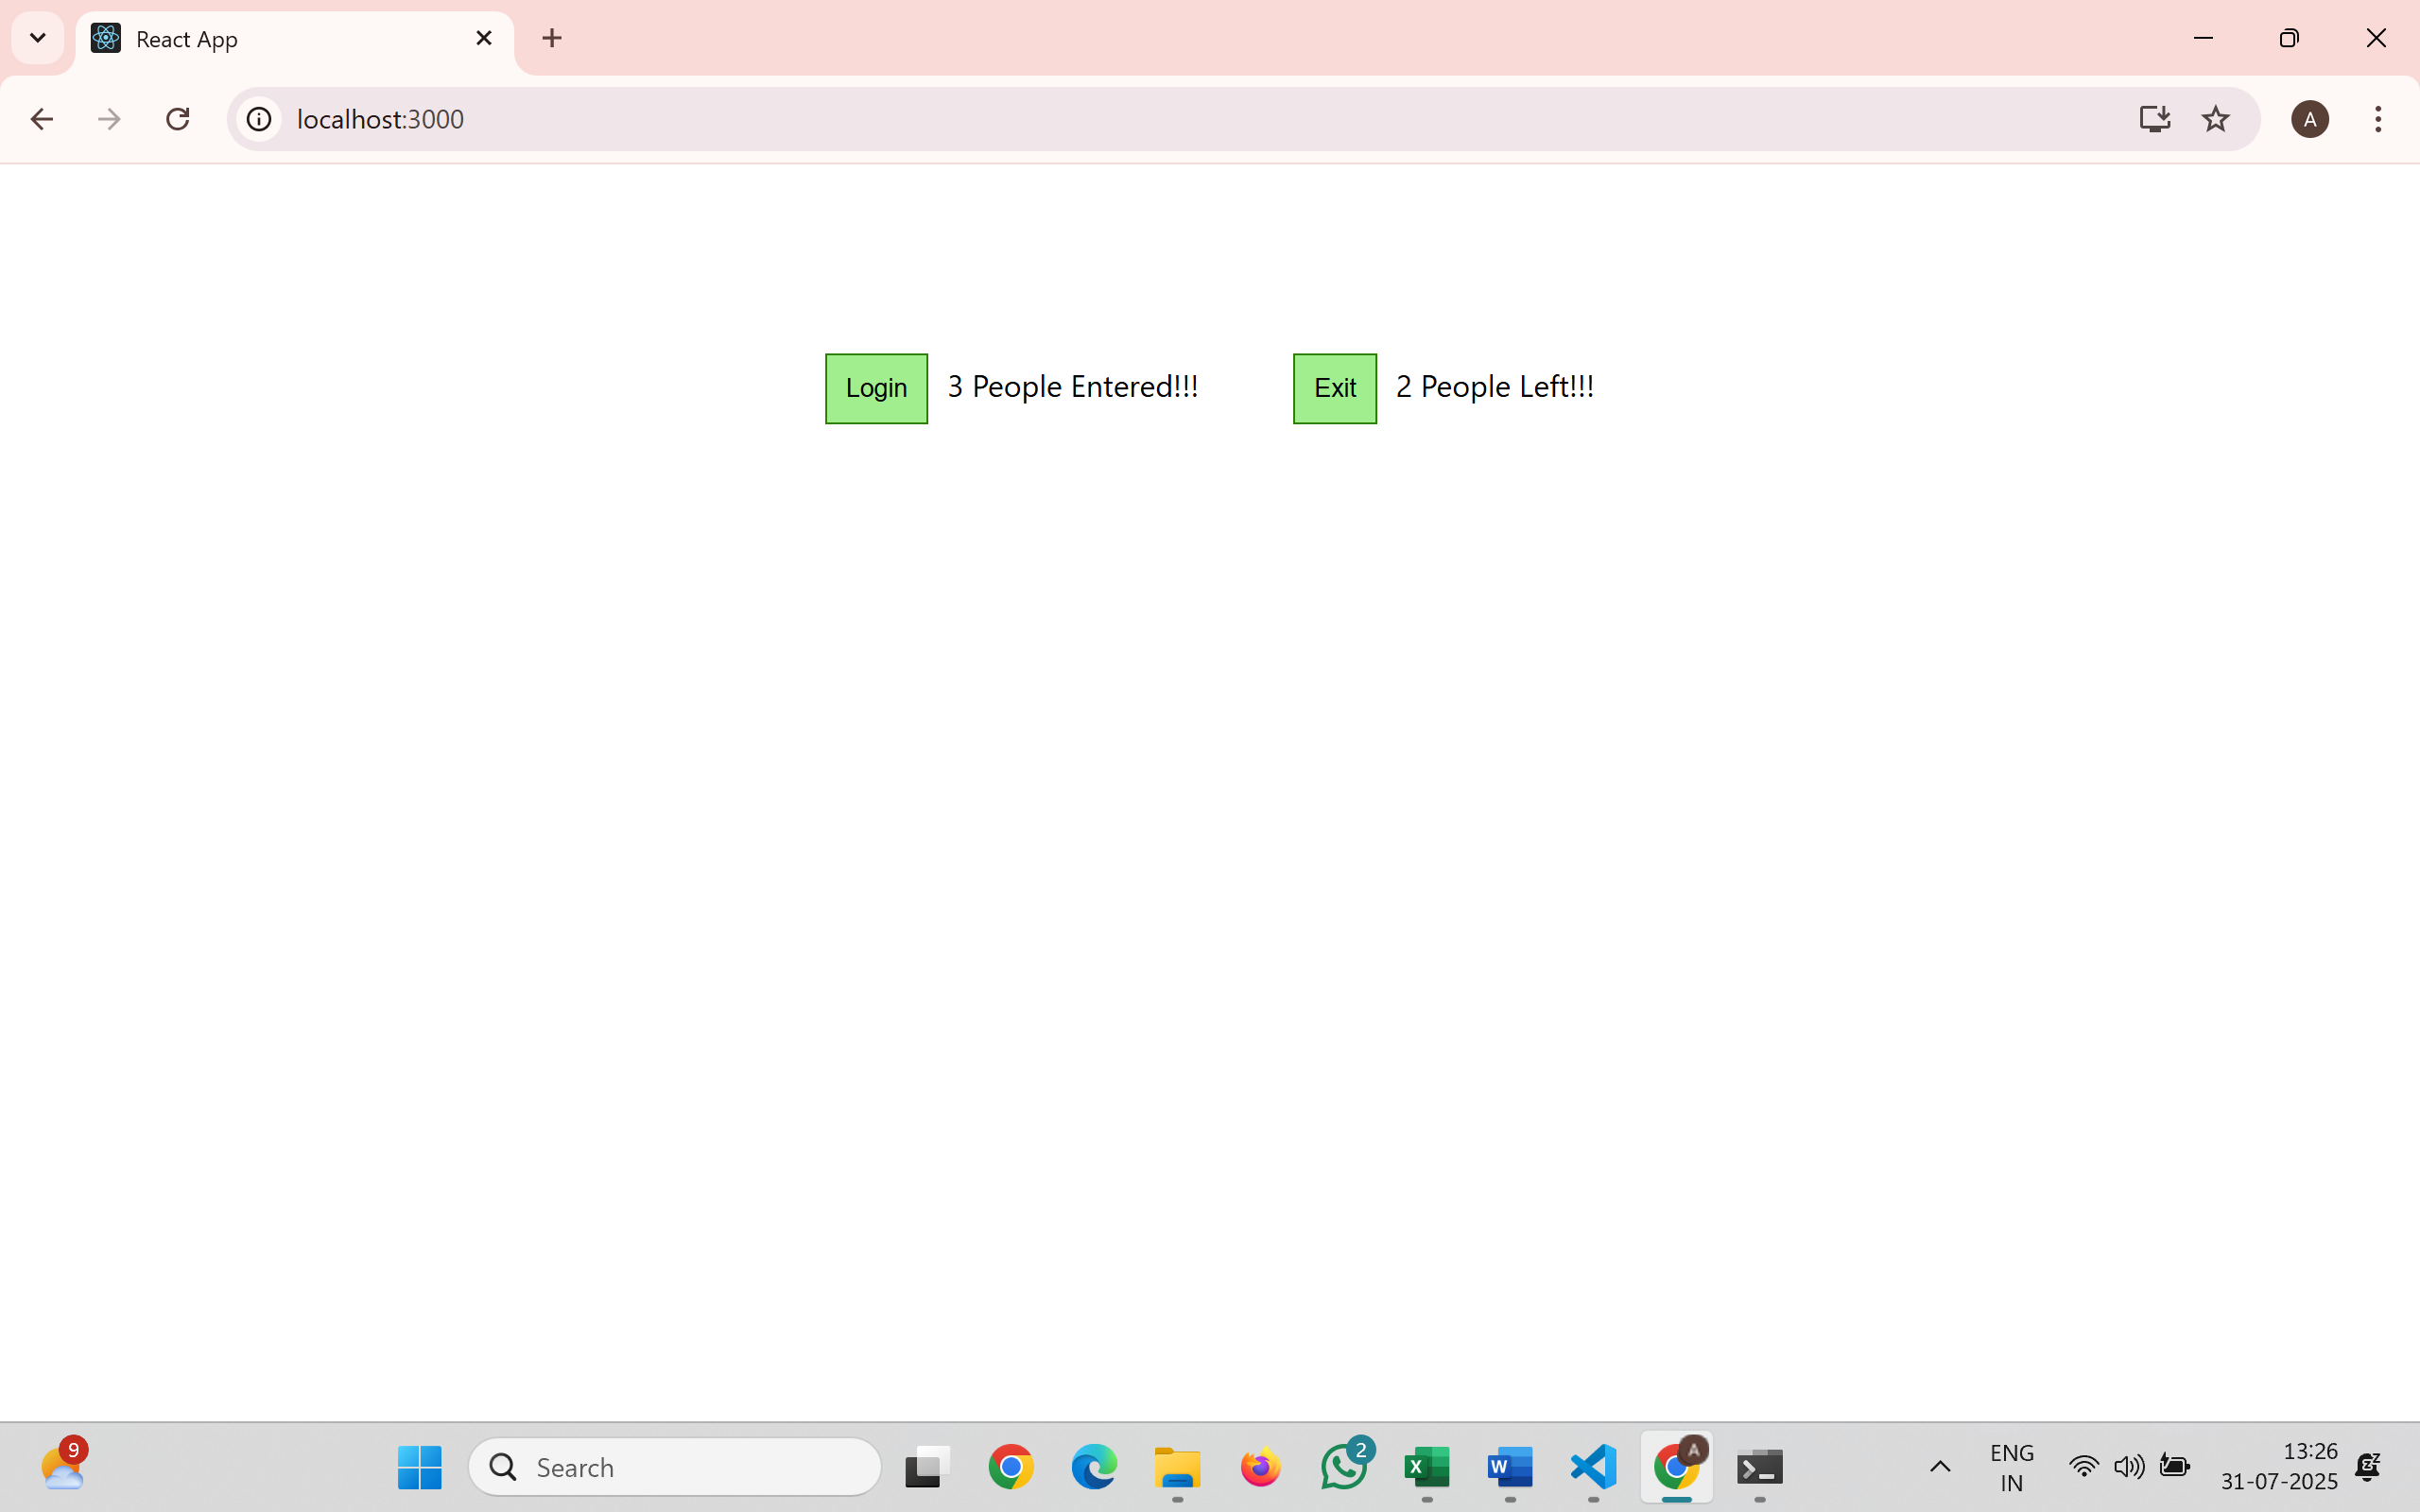 React App
localhost:3000
A
Login 3 People Entered!!! Exit 2 People Left!!!
9
Search
2
X
W
A
ENG
IN
13:26
31-07-2025